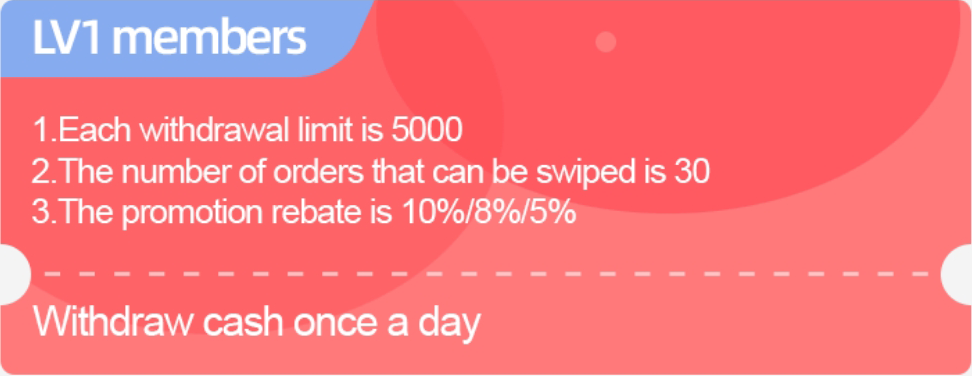 LV1 members
1.Each withdrawal limit is 5000
2.The number of orders that can be swiped is 30
3.The promotion rebate is 10%/8%/5%
Withdraw cash once a day